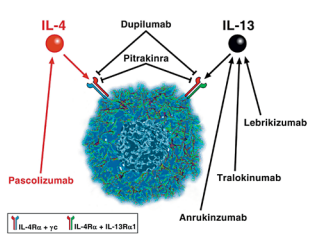 IL-4
Dupilumab
IL-13
Pitrakinra
Lebrikizumab
Pascolizumab
Tralokinumab
Anrukinzumab
IL-4Rα + γc
IL-4Rα + IL-13Rα1